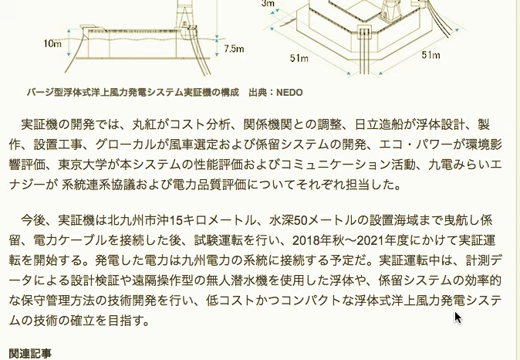 3m
10m
7.5m
51m
51m
バージ型浮体式洋上風力発電システム実証機の構成　出典：NEDO
実証機の開発では、丸紅がコスト分析、関係機関との調整、日立造船が浮体設計、製
作、設置工事、グローカルが風車選定および係留システムの開発、エコ・パワーが環境影
響評価、東京大学が本システムの性能評価およびコミュニケーション活動、九電みらいエ
ナジーが 系統連系協議および電力品質評価についてそれぞれ担当した。
今後、実証機は北九州市沖15キロメートル、水深50メートルの設置海域まで曳航し係
留、電力ケーブルを接続した後、試験運転を行い、2018年秋〜2021年度にかけて実証運
転を開始する。発電した電力は九州電力の系統に接続する予定だ。実証運転中は、計測デ
ータによる設計検証や遠隔操作型の無人潜水機を使用した浮体や、係留システムの効率的
な保守管理方法の技術開発を行い、低コストかつコンパクトな浮体式洋上風力発電システ
ムの技術の確立を目指す。
関連記事